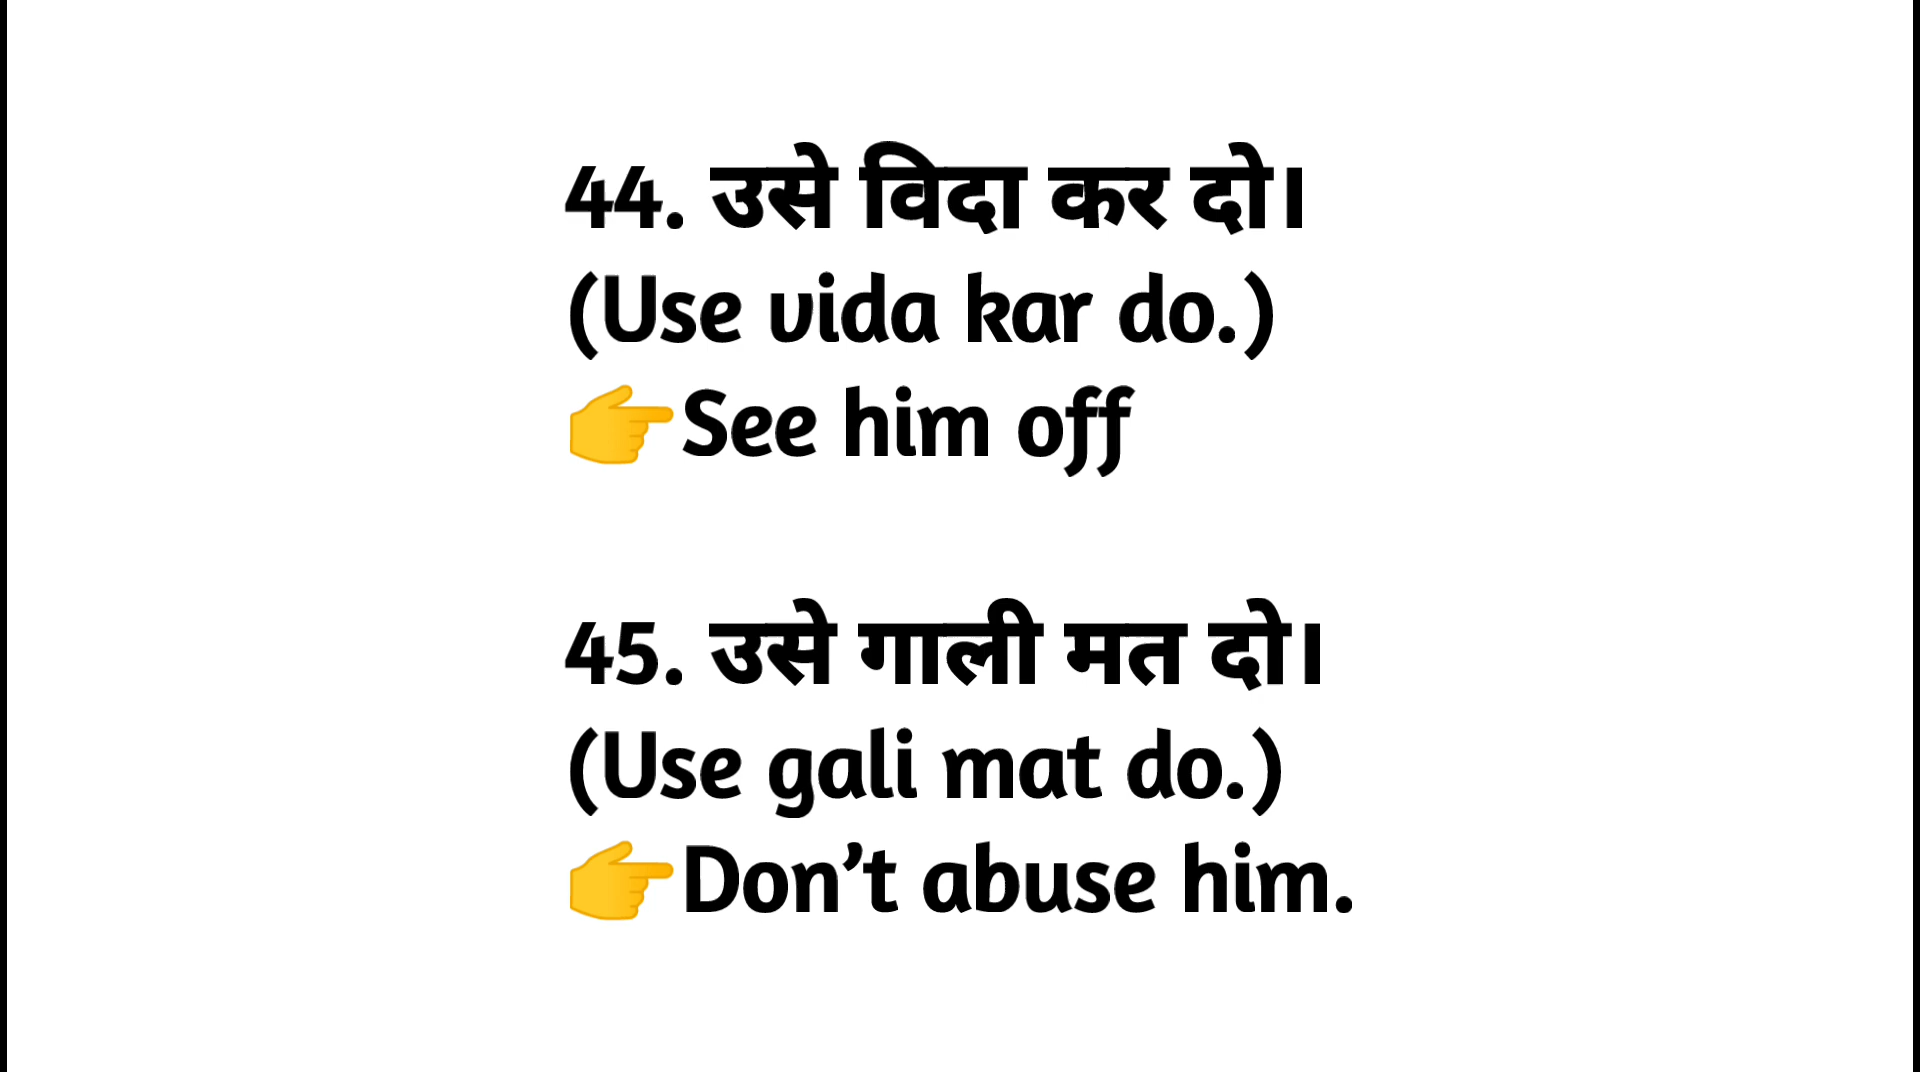 44. उसे विदा कर दो।
(Use vida kar do.)
👉See him off
45. उसे गाली मत दो।
(Use gali mat do.)
👉Don’t abuse him.